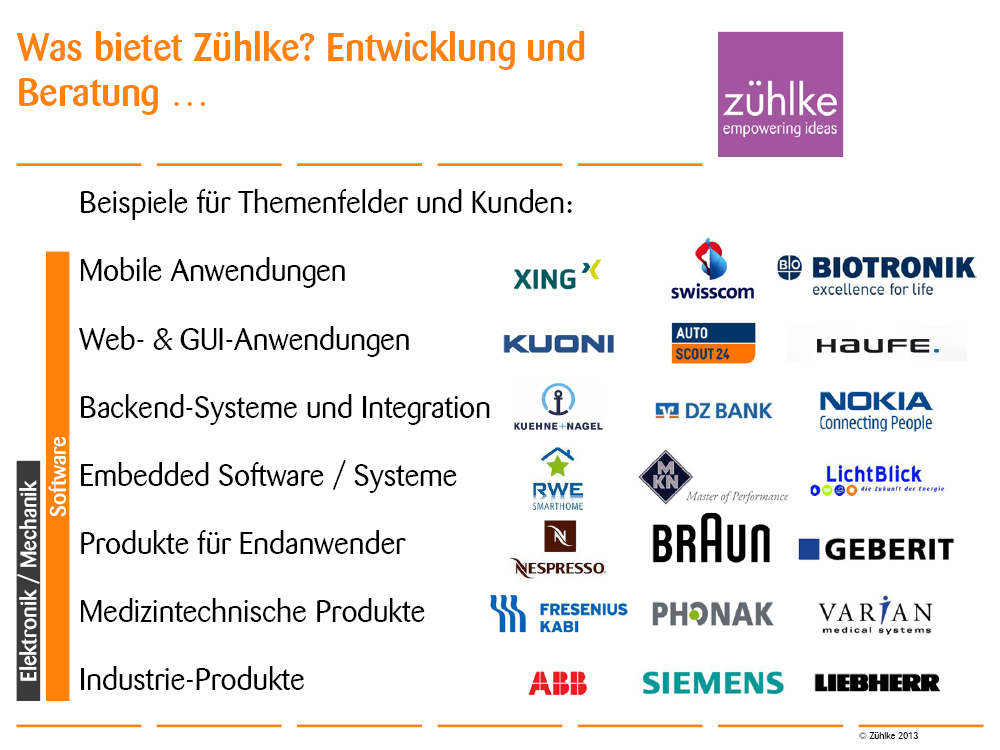 Was bietet Zühlke? Entwicklung und
Beratung …
zühlke
empowering ideas
Beispiele für Themenfelder und Kunden:
Mobile Anwendungen
XING
swisscom
BIO BIOTRONIK
excellence for life
Web- & GUI-Anwendungen
KUONI
AUTO
SCOUT 24
HAUFE.
Backend-Systeme und Integration
KUEHNE+NAGEL
DZ BANK
NOKIA
Connecting People
Embedded Software / Systeme
RWE
SMARTHOME
MKN
Master of Performance
LichtBlick
die Zukunft der Energie
Produkte für Endanwender
N
NESPRESSO.
BRAUN
GEBERIT
Medizintechnische Produkte
FRESENIUS
KABI
PHONAK
VARIAN
medical systems
Industrie-Produkte
ABB
SIEMENS
LIEBHERR
Elektronik / Mechanik
Software
© Zühlke 2013